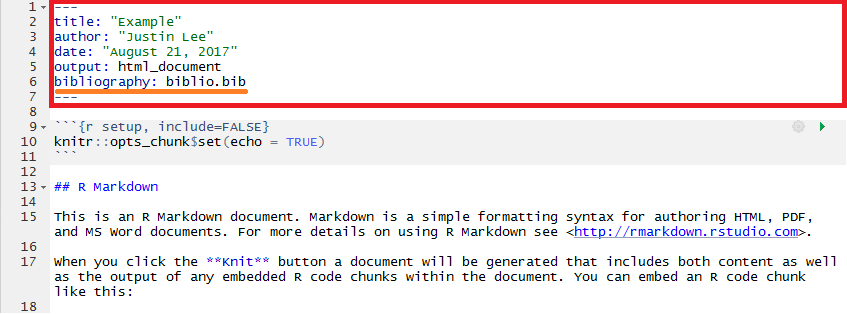 1 ---
2 title: "Example"
3 author: "Justin Lee"
4 date: "August 21, 2017"
5 output: html_document
6 bibliography: biblio.bib
7 ---
8
9 ```{r setup, include=FALSE}
10 knitr::opts_chunk$set(echo = TRUE)
11 ```
12
13 ## R Markdown
14
15 This is an R Markdown document. Markdown is a simple formatting syntax for authoring HTML, PDF,
and MS Word documents. For more details on using R Markdown see <http://rmarkdown.rstudio.com>.
16
17 When you click the **Knit** button a document will be generated that includes both content as well
as the output of any embedded R code chunks within the document. You can embed an R code chunk
like this:
18